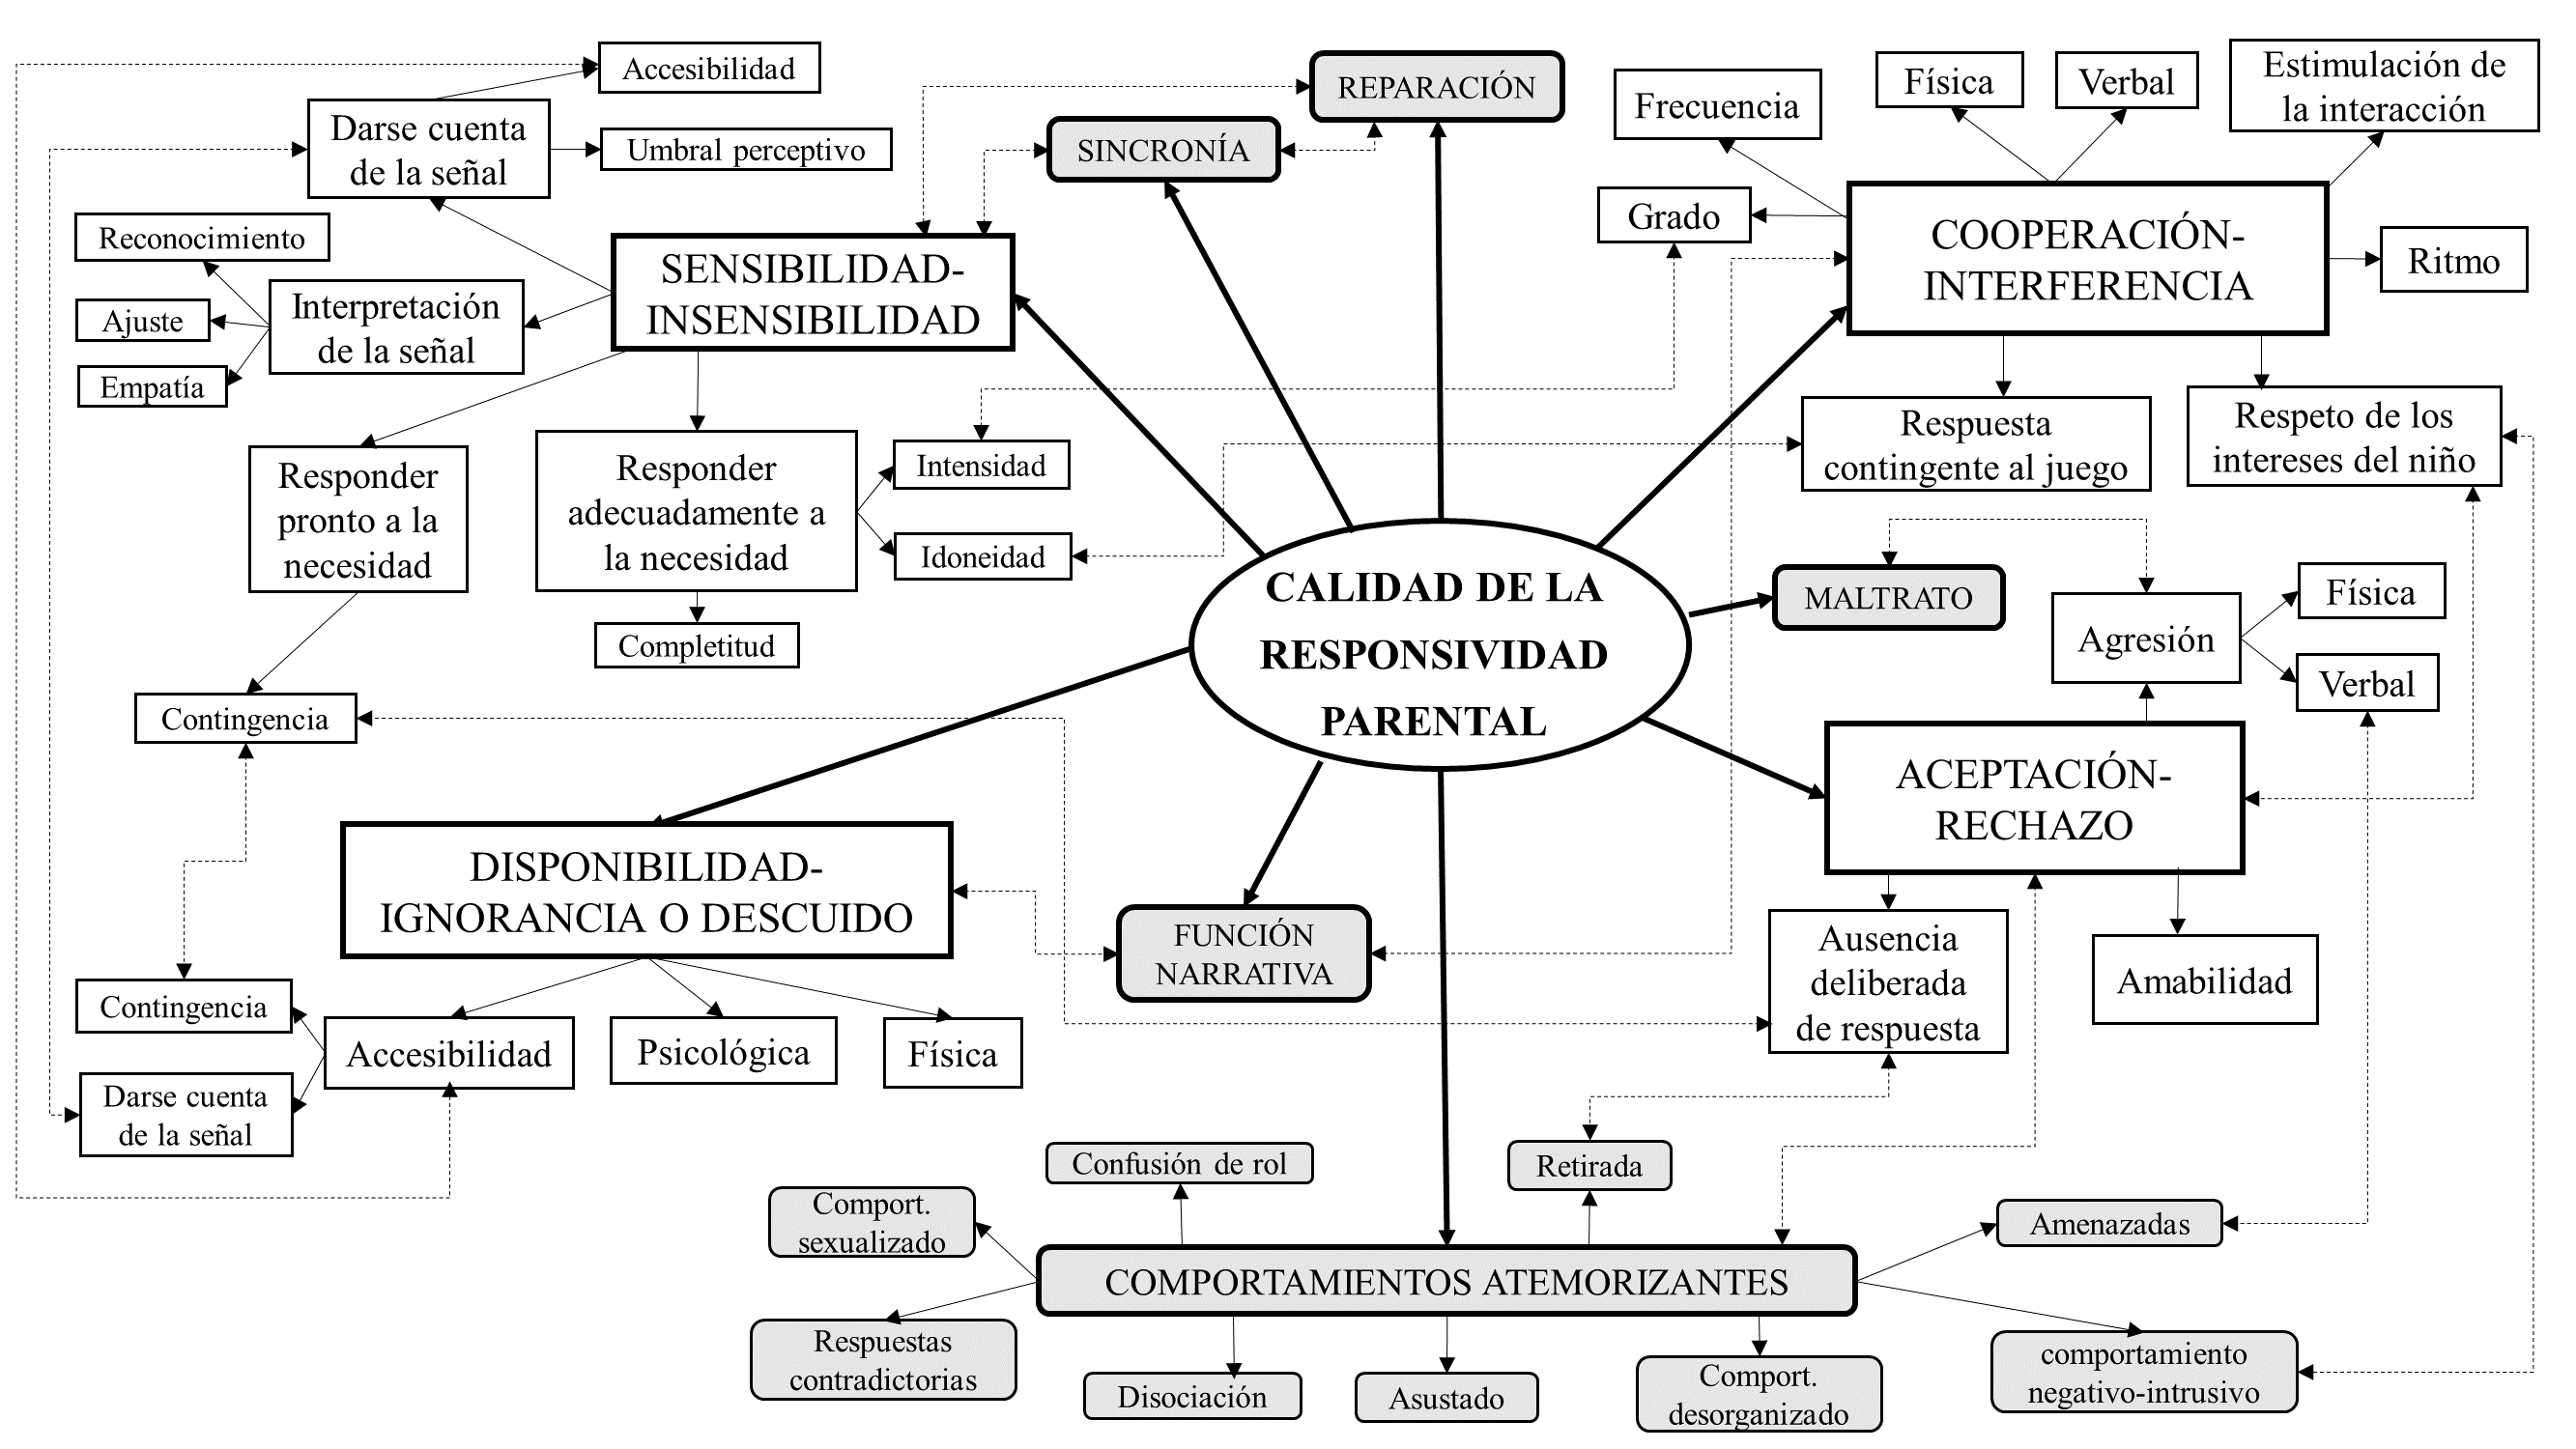 Accesibilidad
REPARACIÓN
Física
Verbal
Estimulación de
la interacción
Frecuencia
Darse cuenta
de la señal
Umbral perceptivo
SINCRONÍA
Grado
Reconocimiento
SENSIBILIDAD-
INSENSIBILIDAD
COOPERACIÓN-
INTERFERENCIA
Ritmo
Interpretación
de la señal
Ajuste
Empatía
Responder
pronto a la
necesidad
Responder
adecuadamente a
la necesidad
Intensidad
Idoneidad
Completitud
Respuesta
contingente al juego
Respeto de los
intereses del niño
CALIDAD DE LA
RESPONSIVIDAD
PARENTAL
MALTRATO
Agresión
Física
Verbal
Contingencia
ACEPTACIÓN-
RECHAZO
DISPONIBILIDAD-
IGNORANCIA O DESCUIDO
FUNCIÓN
NARRATIVA
Ausencia
deliberada
de respuesta
Amabilidad
Contingencia
Accesibilidad
Psicológica
Física
Darse cuenta
de la señal
Confusión de rol
Retirada
Comport.
sexualizado
Amenazadas
COMPORTAMIENTOS ATEMORIZANTES
Respuestas
contradictorias
Disociación
Asustado
Comport.
desorganizado
comportamiento
negativo-intrusivo